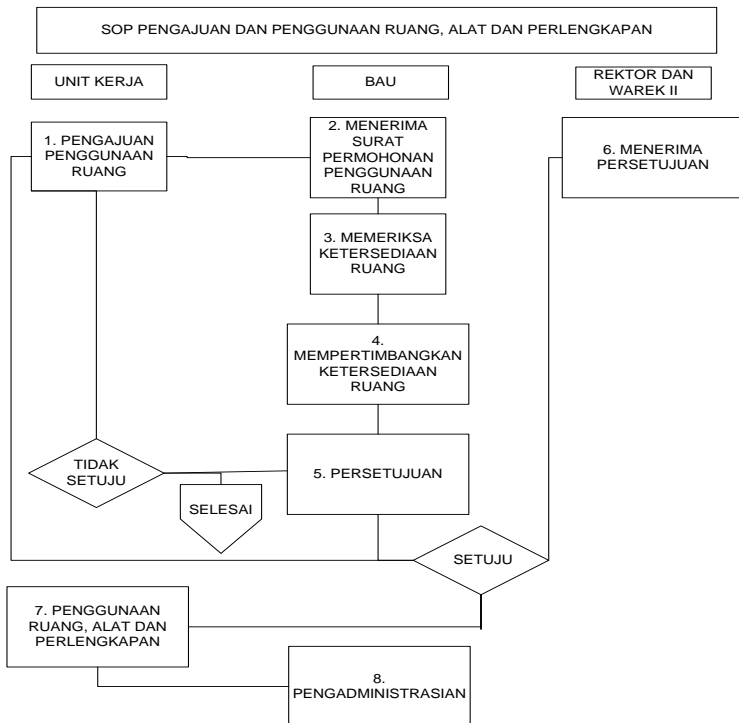 SOP PENGAJUAN DAN PENGGUNAAN RUANG, ALAT DAN PERLENGKAPAN
UNIT KERJA
BAU
REKTOR DAN
WAREK II
1. PENGAJUAN
PENGGUNAAN
RUANG
2. MENERIMA
SURAT
PERMOHONAN
PENGGUNAAN
RUANG
6. MENERIMA
PERSETUJUAN
3. MEMERIKSA
KETERSEDIAAN
RUANG
4.
MEMPERTIMBANGKAN
KETERSEDIAAN
RUANG
TIDAK
SETUJU
5. PERSETUJUAN
SELESAI
SETUJU
7. PENGGUNAAN
RUANG, ALAT DAN
PERLENGKAPAN
8.
PENGADMINISTRASIAN